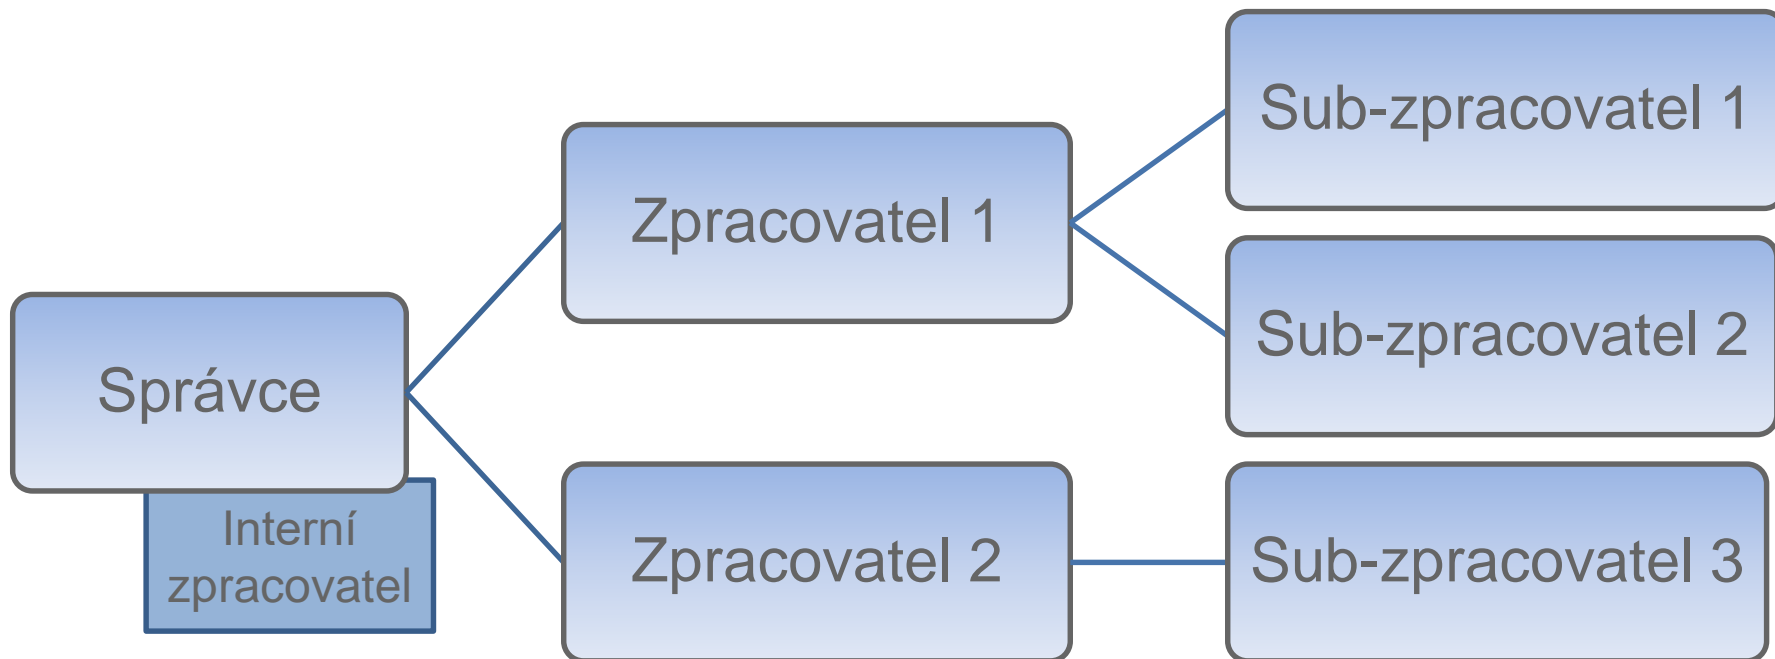 Správce
Interní
zpracovatel
Zpracovatel 1
Zpracovatel 2
Sub-zpracovatel 1
Sub-zpracovatel 2
Sub-zpracovatel 3